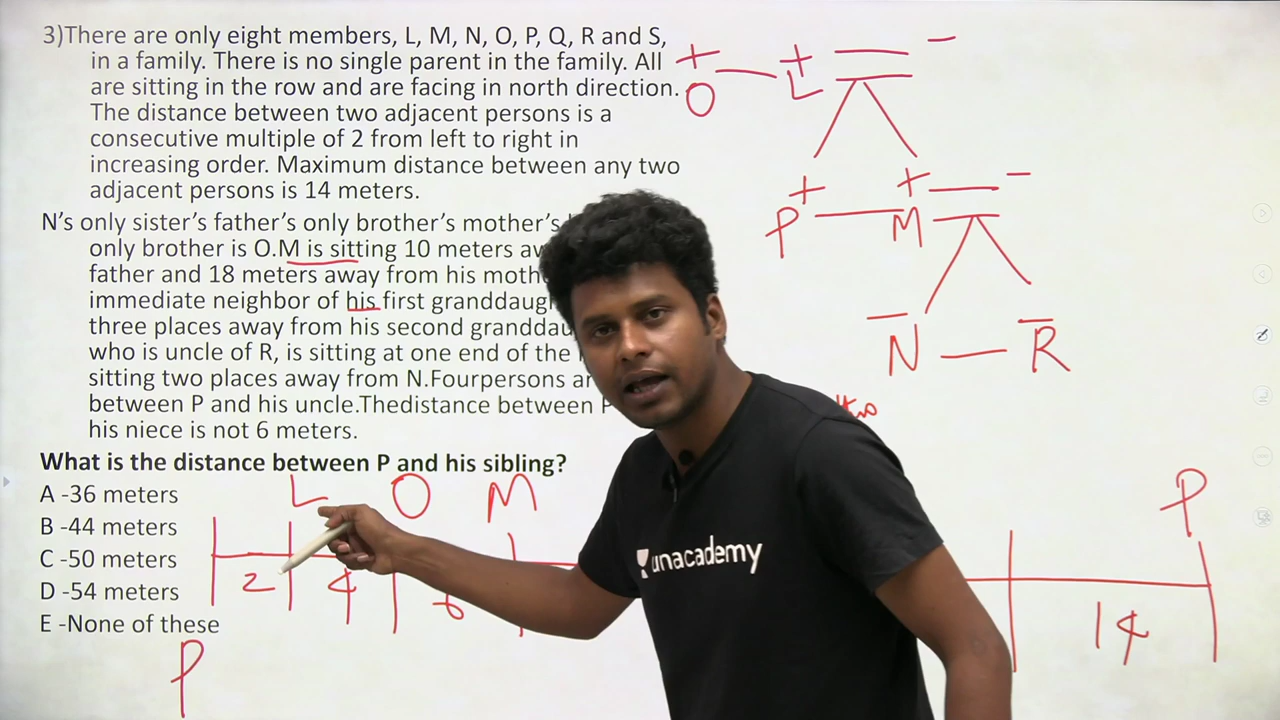 3)There are only eight members, L, M, N, O, P, Q, R and S,
in a family. There is no single parent in the family. All
are sitting in the row and are facing in north direction.
The distance between two adjacent persons is a
consecutive multiple of 2 from left to right in
increasing order. Maximum distance between any two
adjacent persons is 14 meters.
N's only sister's father's only brother's mother's
only brother is O.M is sitting 10 meters
father and 18 meters away from his
immediate neighbor of his first
three places away from his second
who is uncle of R, is sitting at one end of the
sitting two places away from N.Fourpersons
between P and his uncle.Thedistance between
his niece is not 6 meters.
What is the distance between P and his sibling?
A -36 meters
B -44 meters
C -50 meters
D -54 meters
E -None of these
+ + -
O L
+ + -
P M
- -
N R
L O M P
2 4 6 14
P
unacademy